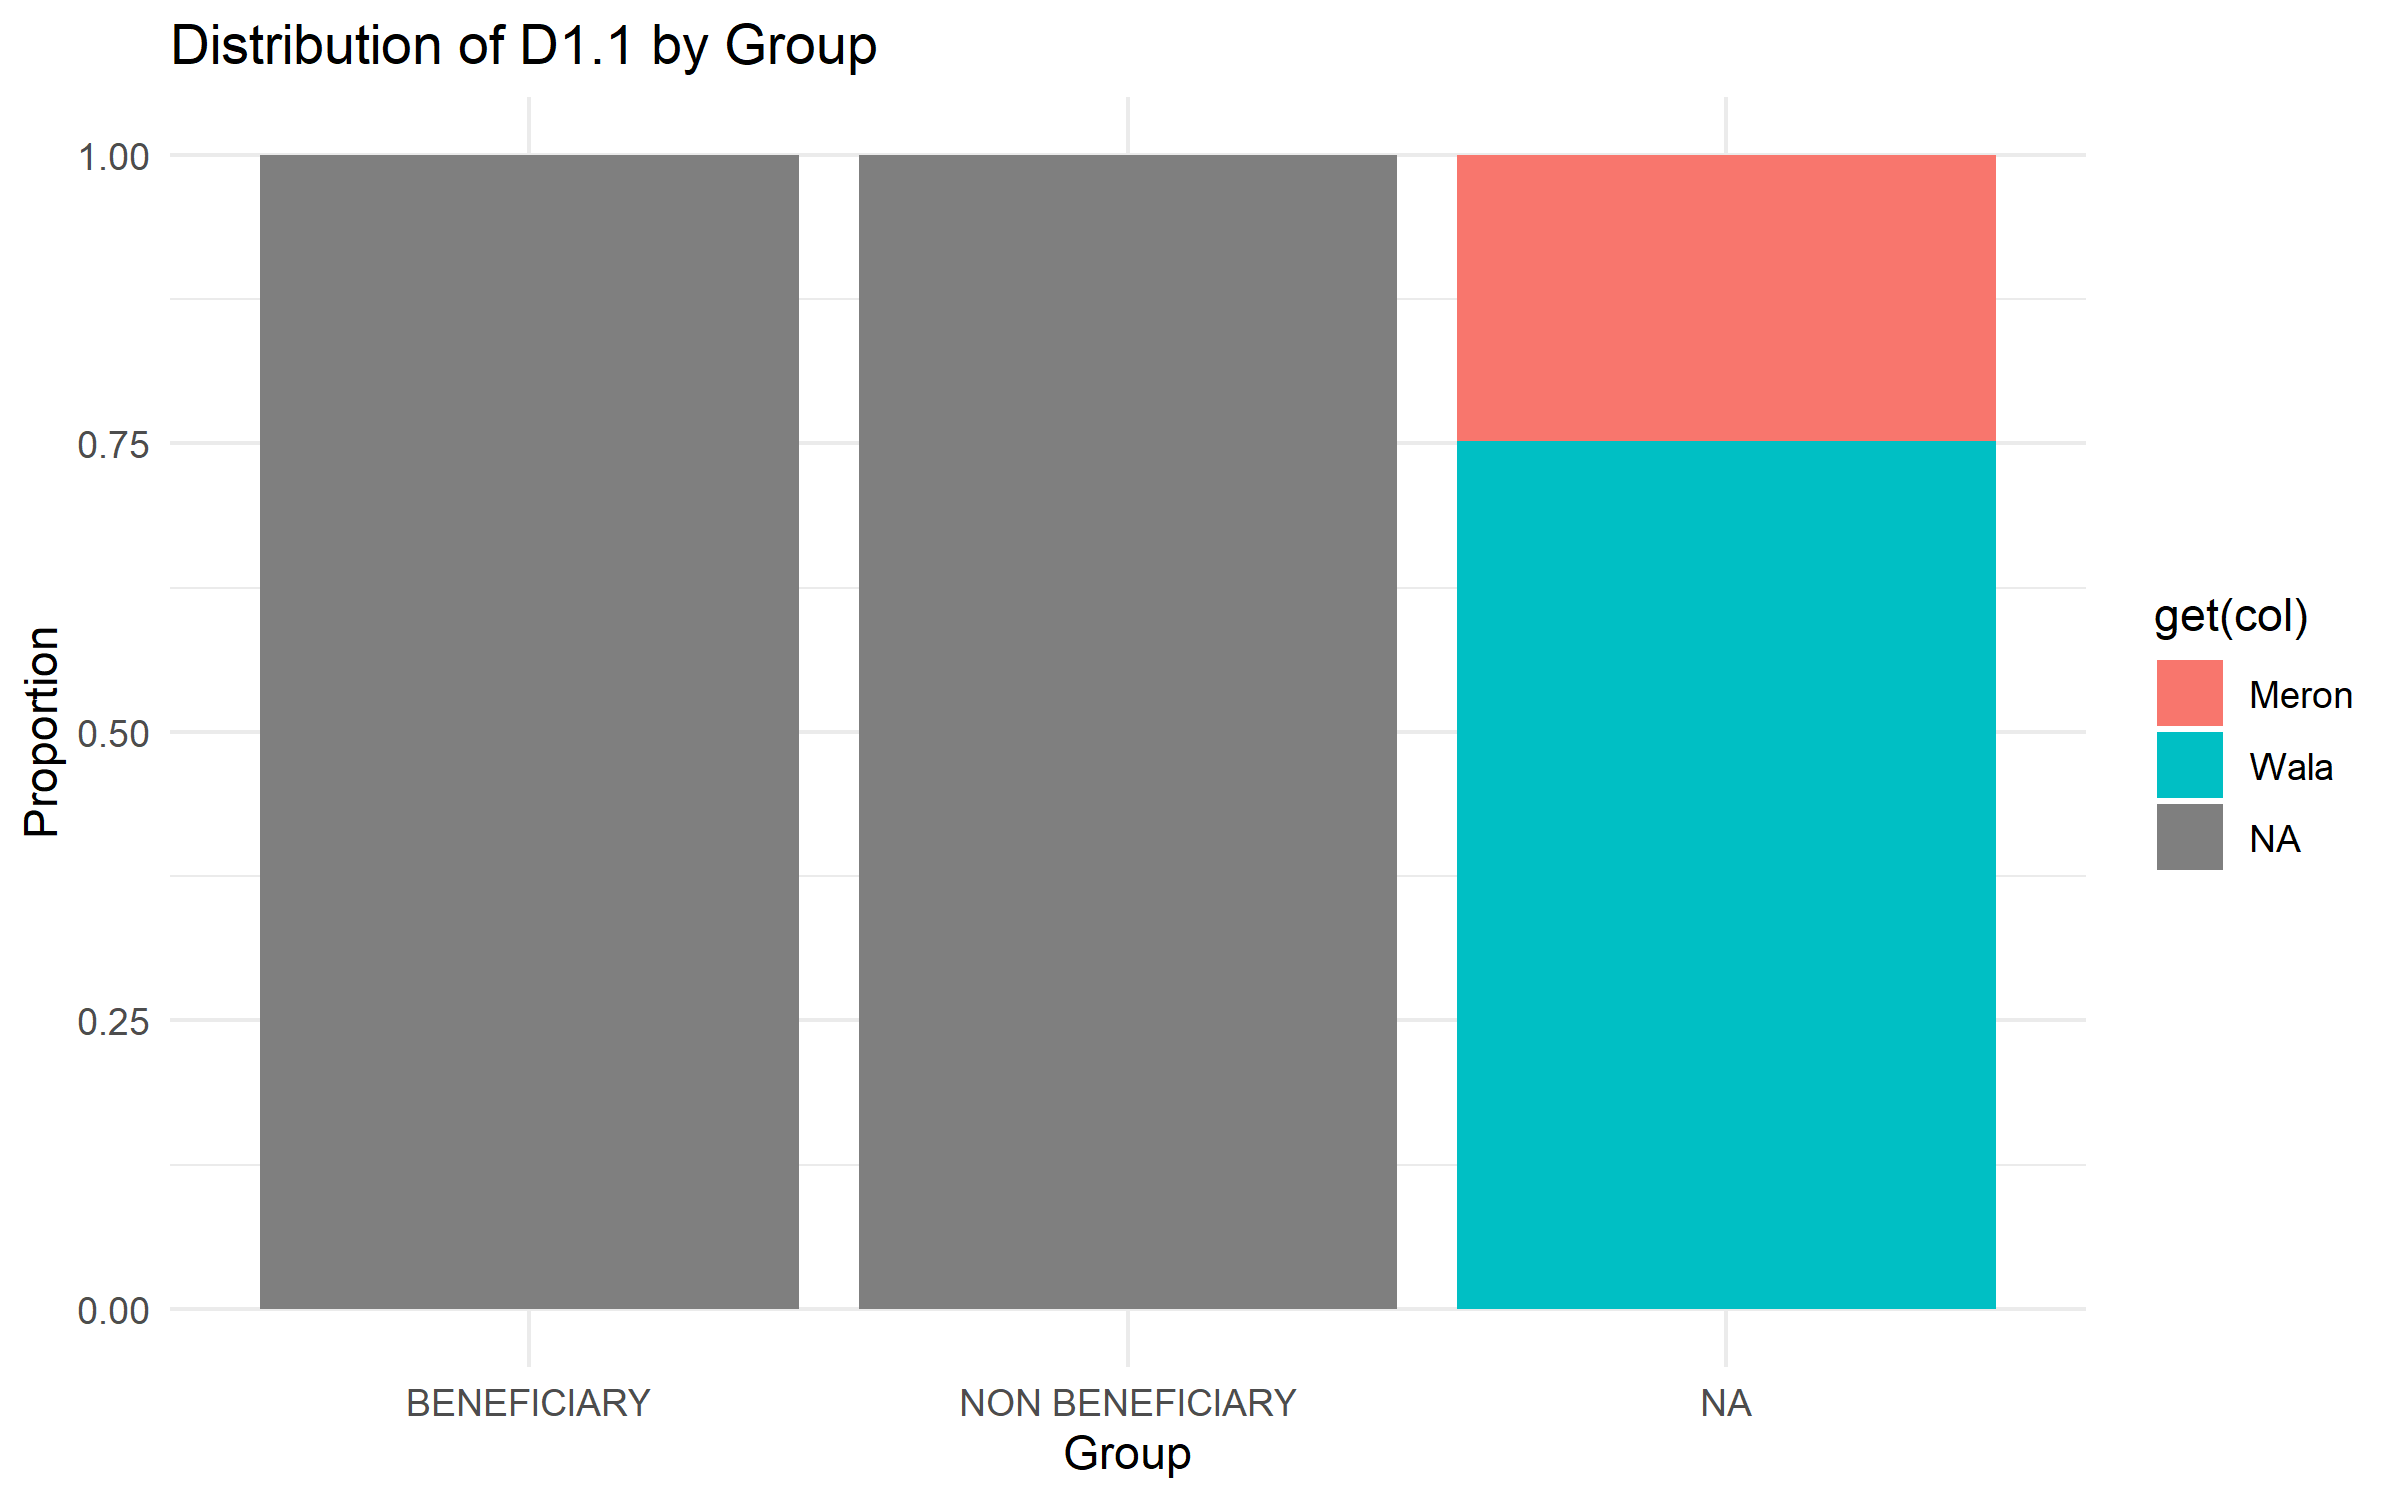 Distribution of D1.1 by Group
1.00
0.75
0.50
0.25
0.00
Proportion
BENEFICIARY
NON BENEFICIARY
NA
Group
get(col)
Meron
Wala
NA